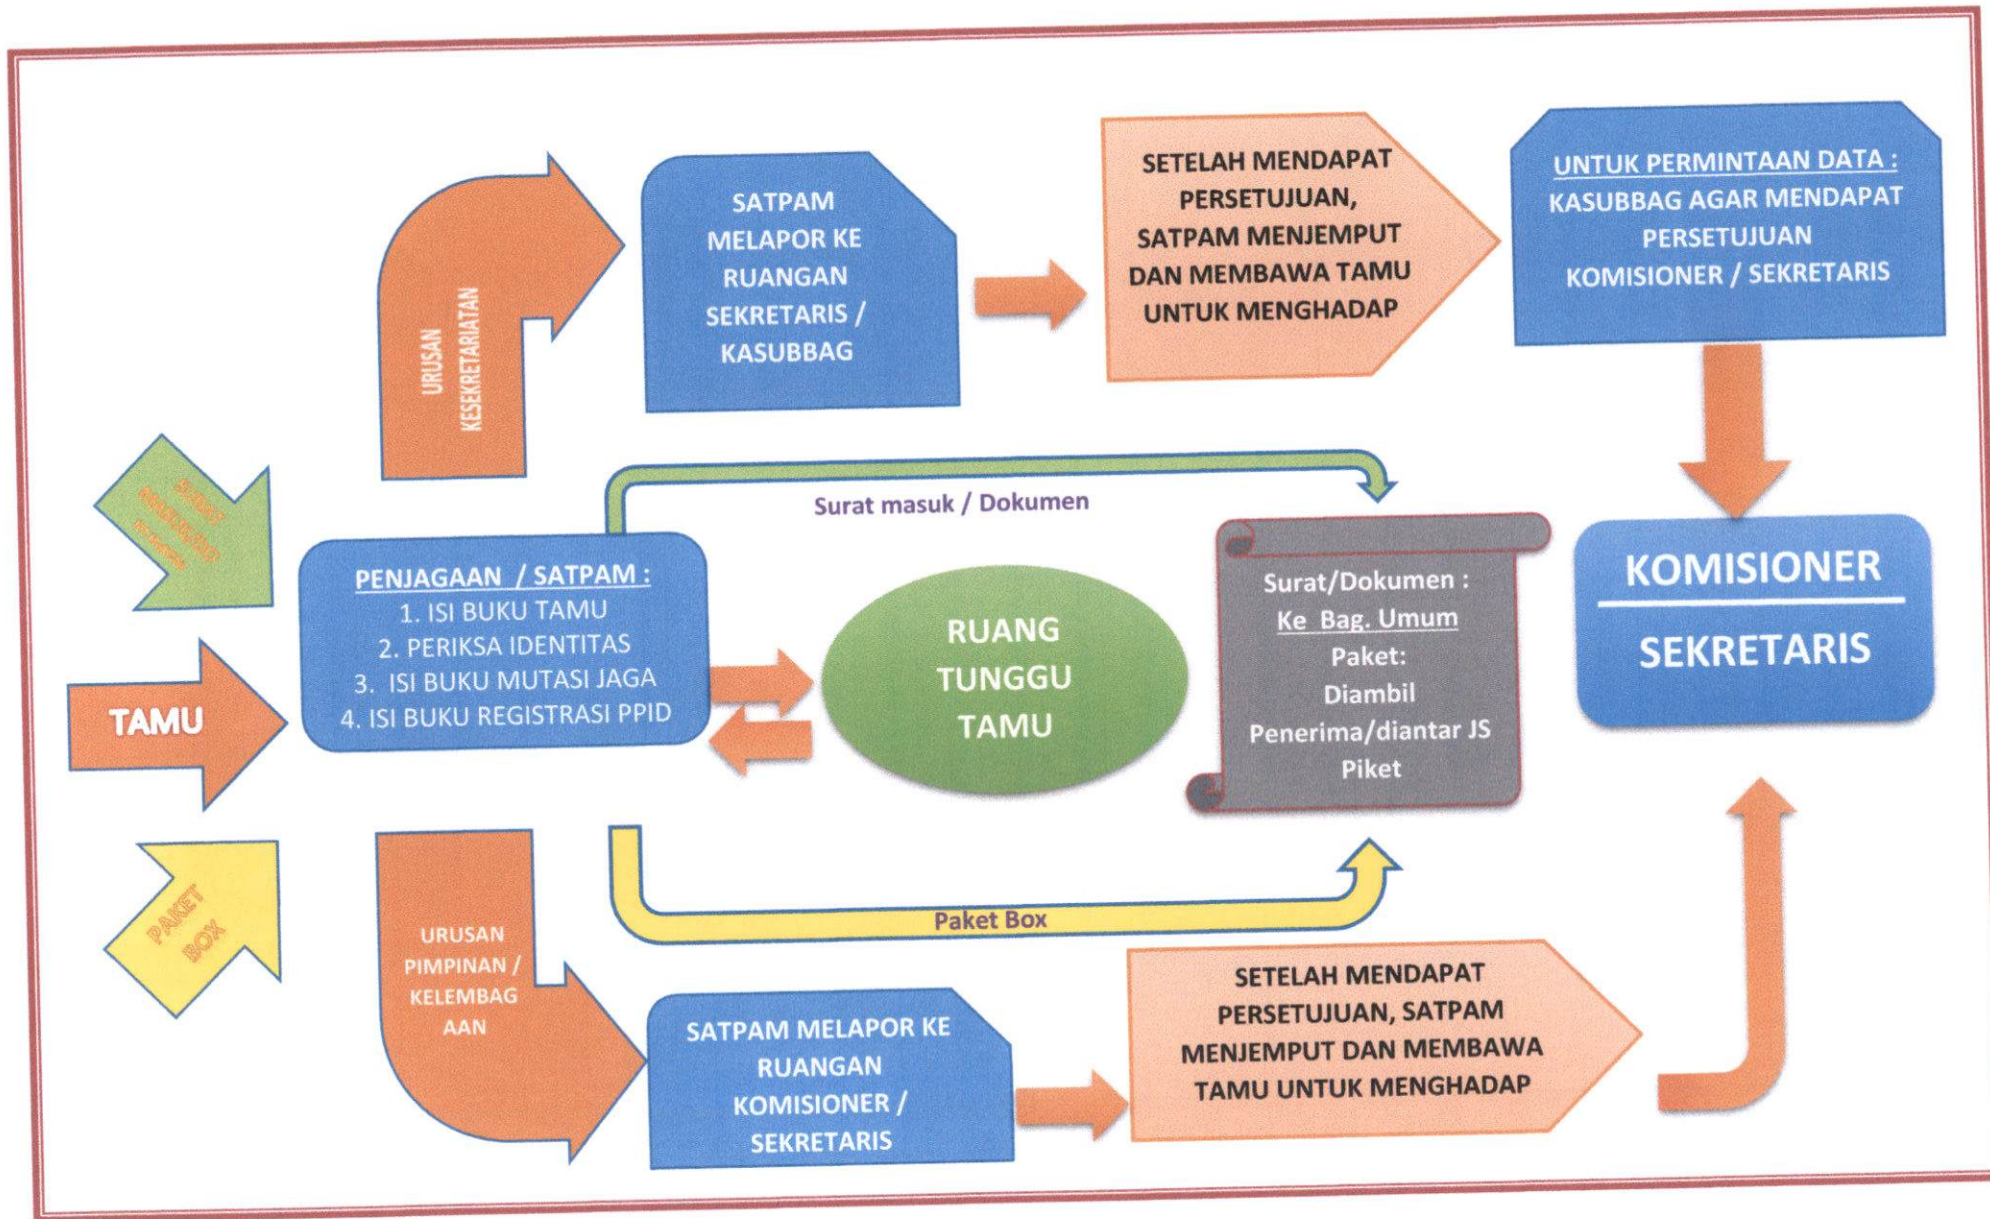 URUSAN
KESEKRETARIATAN
SATPAM
MELAPOR KE
RUANGAN
SEKRETARIS /
KASUBBAG
SETELAH MENDAPAT
PERSETUJUAN,
SATPAM MENJEMPUT
DAN MEMBAWA TAMU
UNTUK MENGHADAP
UNTUK PERMINTAAN DATA :
KASUBBAG AGAR MENDAPAT
PERSETUJUAN
KOMISIONER / SEKRETARIS
SURAT
Surat masuk / Dokumen
PENJAGAAN / SATPAM :
1. ISI BUKU TAMU
2. PERIKSA IDENTITAS
3. ISI BUKU MUTASI JAGA
4. ISI BUKU REGISTRASI PPID
TAMU
RUANG
TUNGGU
TAMU
Surat/Dokumen :
Ke Bag. Umum
Paket:
Diambil
Penerima/diantar JS
Piket
KOMISIONER
SEKRETARIS
PAKET
BOX
Paket Box
URUSAN
PIMPINAN /
KELEMBAG
AAN
SATPAM MELAPOR KE
RUANGAN
KOMISIONER /
SEKRETARIS
SETELAH MENDAPAT
PERSETUJUAN, SATPAM
MENJEMPUT DAN MEMBAWA
TAMU UNTUK MENGHADAP